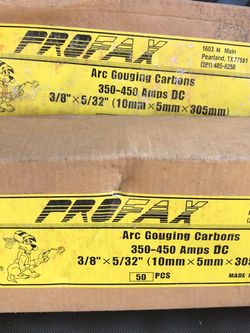 PROFAX
1603 N. Main
Pearland, TX 77581
(281) 485-6258
Arc Gouging Carbons
350-450 Amps DC
3/8"×5/32" (10mm×5mm×305mm)
PROFAX
Arc Gouging Carbons
350-450 Amps DC
3/8"×5/32" (10mm×5mm×305
50 PCS
MADE